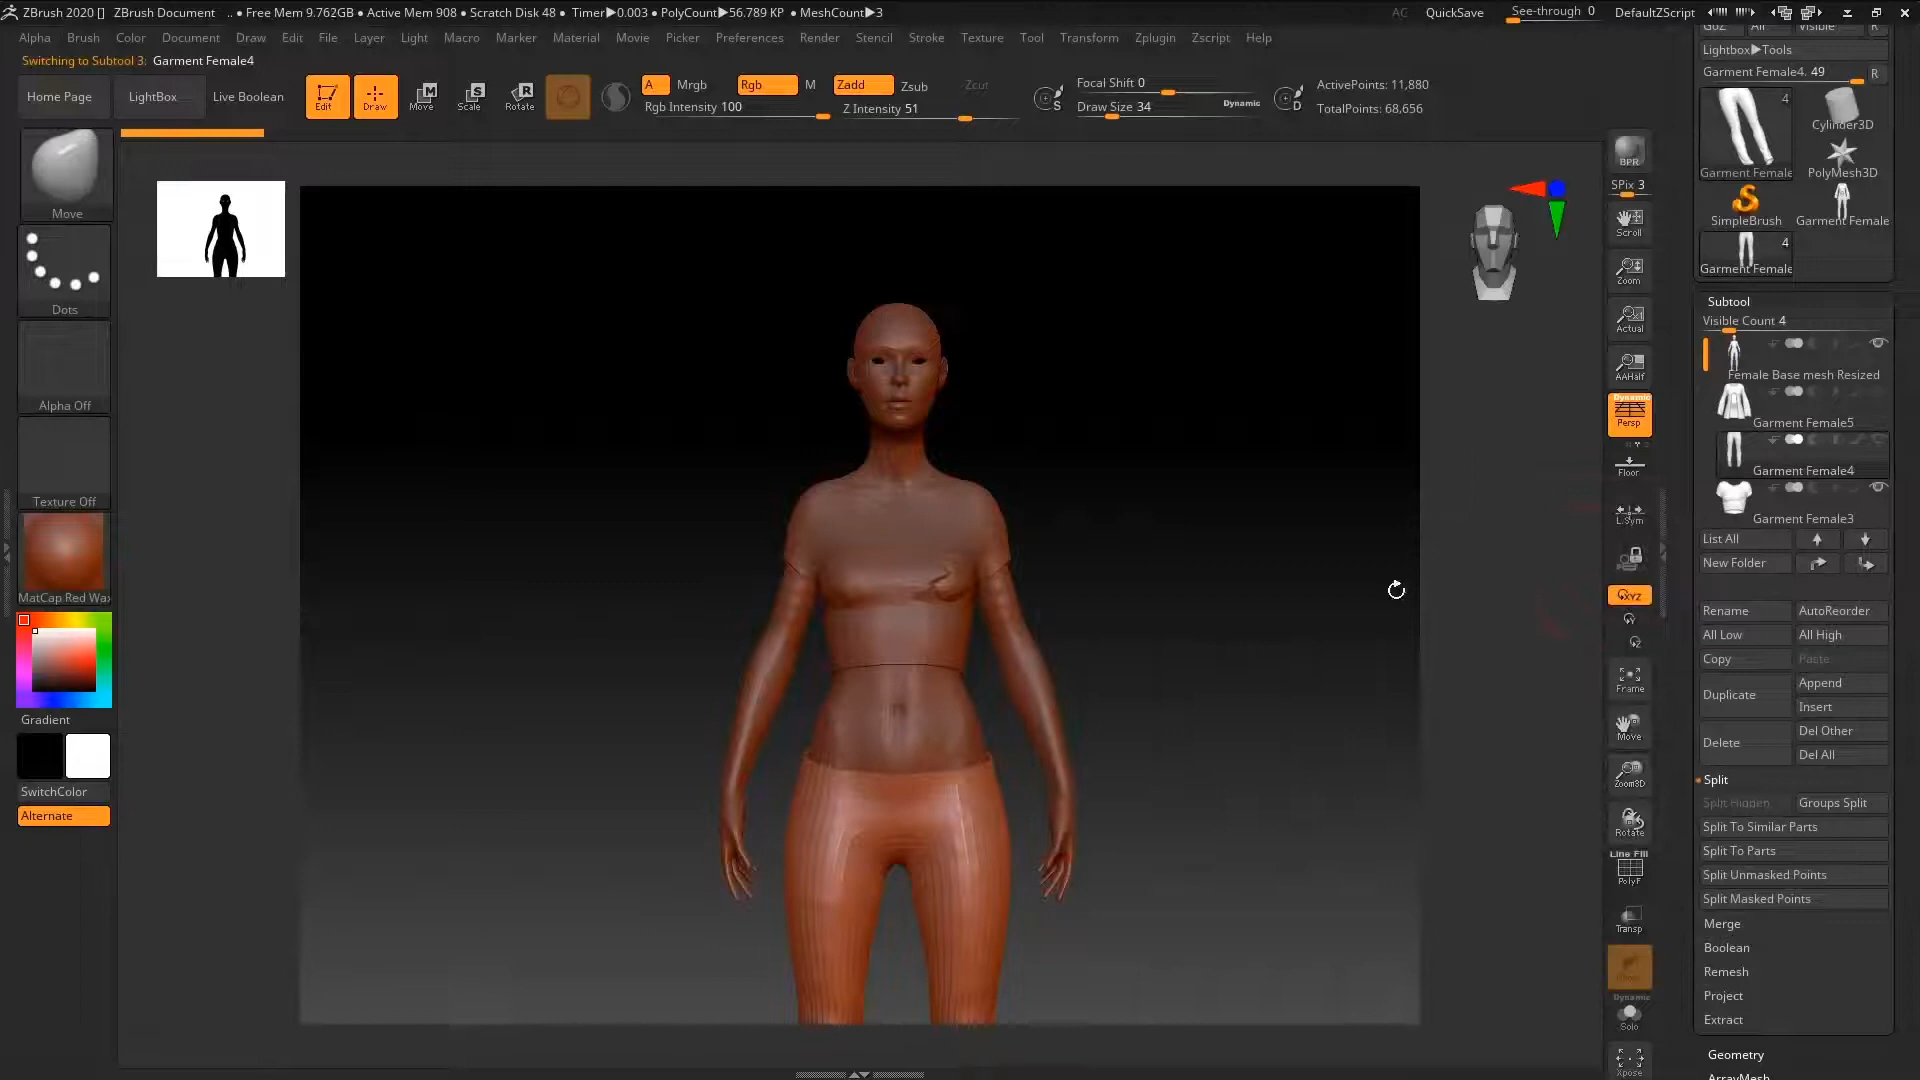 ZBrush 2020 [] ZBrush Document .. ● Free Mem 9.762GB ● Active Mem 908 ● Scratch Disk 48 ● Timer▶0.003 ● PolyCount▶56.789 KP ● MeshCount▶3 AC QuickSave See-through 0 DefaultZScript
Alpha Brush Color Document Draw Edit File Layer Light Macro Marker Material Movie Picker Preferences Render Stencil Stroke Texture Tool Transform Zplugin Zscript Help
Switching to Subtool 3: Garment Female4
Home Page LightBox Live Boolean
Edit Draw Move Scale Rotate
A Mrgb Rgb M Zadd Zsub Zcut
Rgb Intensity 100 Z Intensity 51
Focal Shift 0
Draw Size 34 Dynamic
ActivePoints: 11,880
TotalPoints: 68,656
Move
Dots
Alpha Off
Texture Off
MatCap Red Wax
Gradient
SwitchColor
Alternate
BPR
SPix 3
Scroll
Zoom
Actual
AAHalf
Dynamic
Persp
Floor
L.Sym
XYZ
Frame
Move
Zoom3D
Rotate
Line Fill
PolyF
Transp
Dynamic
Solo
Xpose
GoZ All Visible R
Lightbox▶Tools
Garment Female4. 49 R
4
Garment Female
Cylinder3D
PolyMesh3D
SimpleBrush
Garment Female
4
Garment Female
Subtool
Visible Count 4
Female Base mesh Resized
Garment Female5
Garment Female4
Garment Female3
List All
New Folder
Rename AutoReorder
All Low All High
Copy Paste
Duplicate Append
Insert
Delete Del Other
Del All
Split
Split Hidden Groups Split
Split To Similar Parts
Split To Parts
Split Unmasked Points
Split Masked Points
Merge
Boolean
Remesh
Project
Extract
Geometry
ArrayMesh